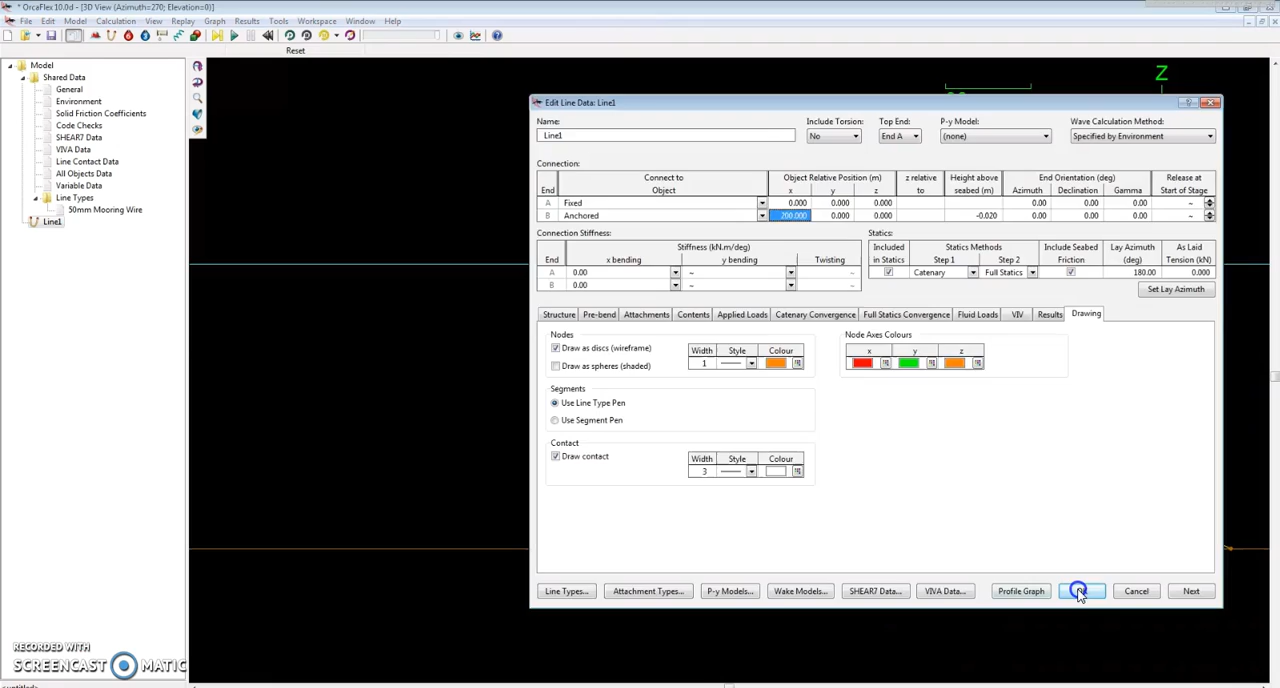 * OrcaFlex 10.0d - [3D View (Azimuth=270; Elevation=0)]
File Edit Model Calculation View Replay Graph Results Tools Workspace Window Help
Reset
Model
Shared Data
General
Environment
Solid Friction Coefficients
Code Checks
SHEAR7 Data
VIVA Data
Line Contact Data
All Objects Data
Variable Data
Line Types
50mm Mooring Wire
Line1
Z
Edit Line Data: Line1
Name: Include Torsion: Top End: P-y Model: Wave Calculation Method:
Line1 No End A (none) Specified by Environment
Connection:
End Connect to Object Object Relative Position (m) x y z z relative to Height above seabed (m) End Orientation (deg) Azimuth Declination Gamma Release at Start of Stage
A Fixed 0.000 0.000 0.000 0.00 0.00 0.00 ~
B Anchored 200.000 0.000 0.000 -0.020 0.00 0.00 0.00 ~
Connection Stiffness:
End Stiffness (kN.m/deg) x bending y bending Twisting
A 0.00 ~ ~
B 0.00 ~ ~
Statics:
Included in Statics Statics Methods Step 1 Step 2 Include Seabed Friction Lay Azimuth (deg) As Laid Tension (kN)
Catenary Full Statics 180.00 0.000
Set Lay Azimuth
Structure Pre-bend Attachments Contents Applied Loads Catenary Convergence Full Statics Convergence Fluid Loads VIV Results Drawing
Nodes
Draw as discs (wireframe)
Draw as spheres (shaded)
Width Style Colour
1
Node Axes Colours
x y z
Segments
Use Line Type Pen
Use Segment Pen
Contact
Draw contact
Width Style Colour
3
Line Types... Attachment Types... P-y Models... Wake Models... SHEAR7 Data... VIVA Data... Profile Graph Cancel Next
RECORDED WITH
SCREENCAST MATIC